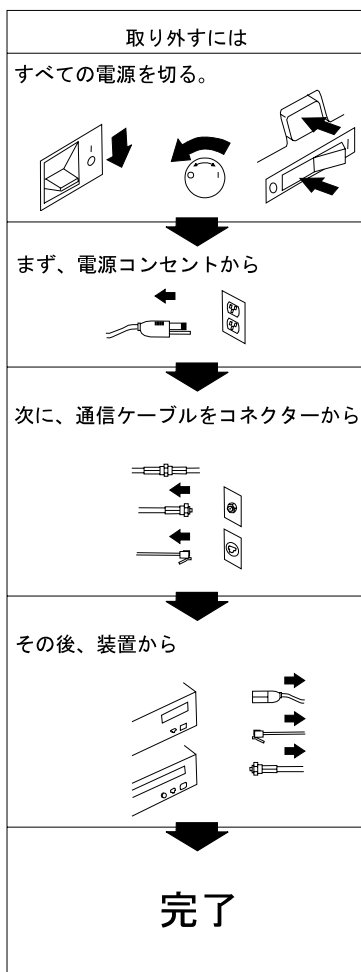 取り外すには
すべての電源を切る。
まず、電源コンセントから
次に、通信ケーブルをコネクターから
その後、装置から
完了